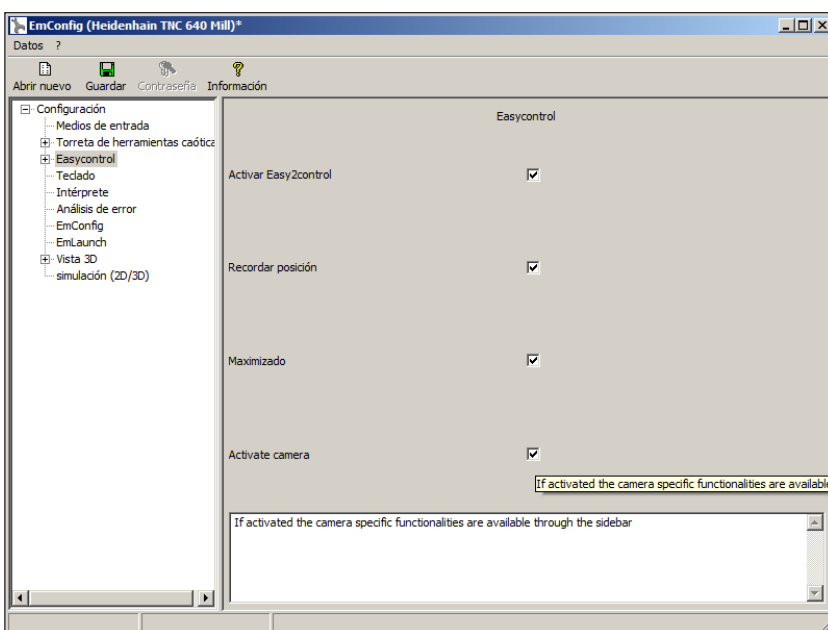 EmConfig (Heidenhain TNC 640 Mill)*
Datos ?
Abrir nuevo Guardar Contraseña Información
Configuración
Medios de entrada
Torreta de herramientas caótica
Easycontrol
Teclado
Intérprete
Análisis de error
EmConfig
EmLaunch
Vista 3D
simulación (2D/3D)
Easycontrol
Activar Easy2control
Recordar posición
Maximizado
Activate camera
If activated the camera specific functionalities are available
If activated the camera specific functionalities are available through the sidebar